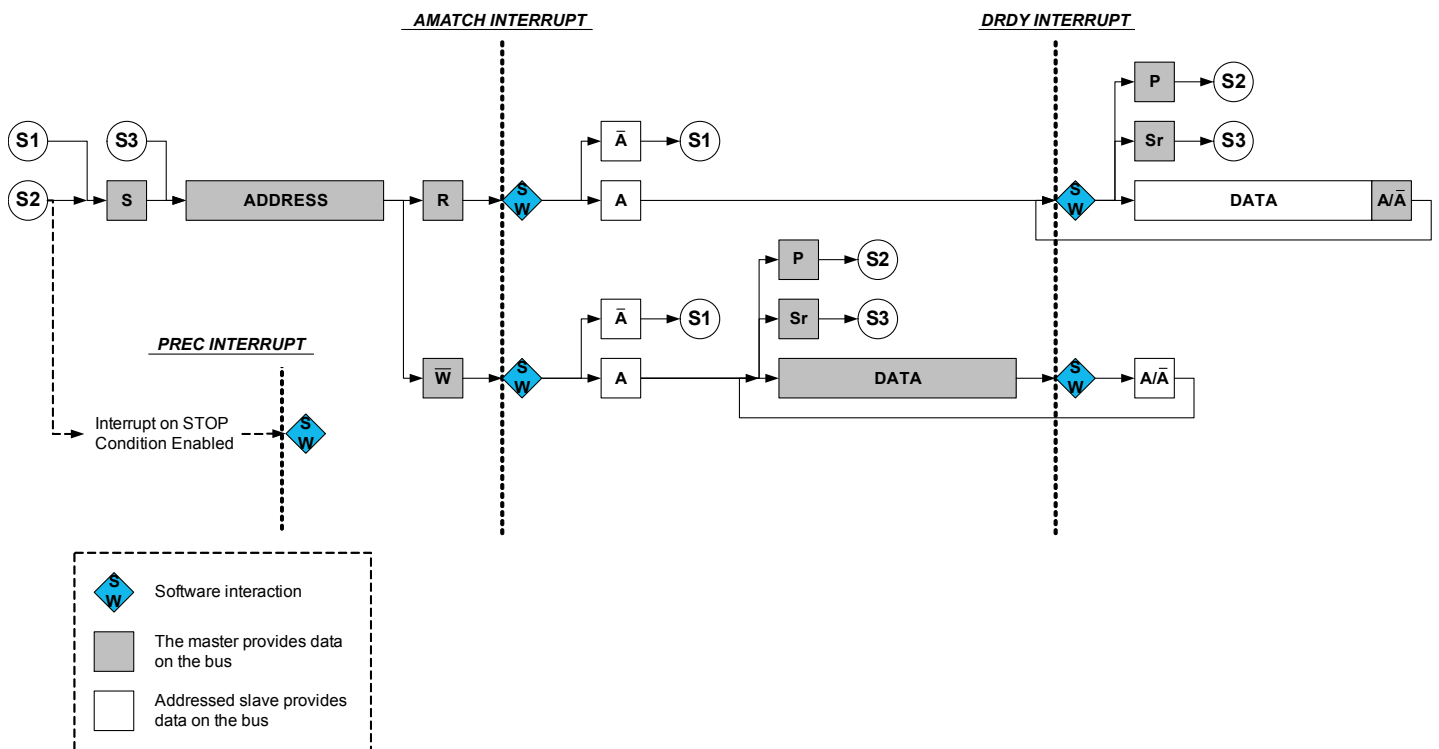 AMATCH INTERRUPT
DRDY INTERRUPT
P
S2
S1
S3
A̅
S1
Sr
S3
S2
S
ADDRESS
R
S
W
A
S
W
DATA
A/A̅
P
S2
A̅
S1
Sr
S3
PREC INTERRUPT
W̅
S
W
A
DATA
S
W
A/A̅
Interrupt on STOP
Condition Enabled
S
W
S
W
Software interaction
The master provides data
on the bus
Addressed slave provides
data on the bus